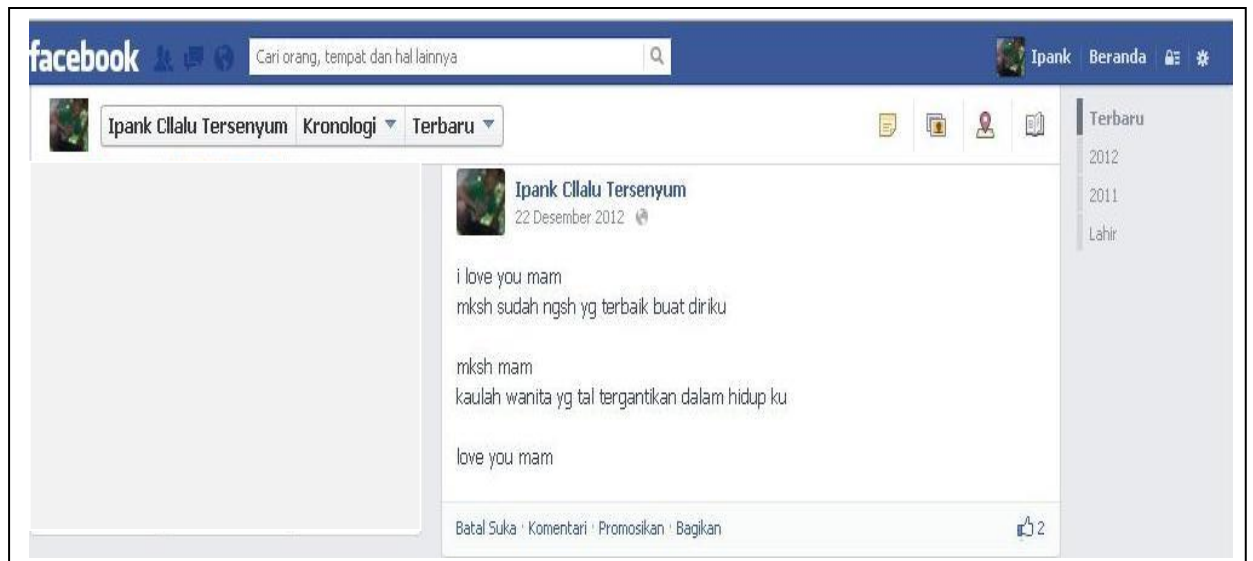 facebook
Cari orang, tempat dan hal lainnya
Ipank
Beranda
Ipank Cllalu Tersenyum
Kronologi
Terbaru
Terbaru
2012
2011
Lahir
Ipank Cllalu Tersenyum
22 Desember 2012
i love you mam
mksh sudah ngsh yg terbaik buat diriku
mksh mam
kaulah wanita yg tal tergantikan dalam hidup ku
love you mam
Batal Suka · Komentari · Promosikan · Bagikan
2